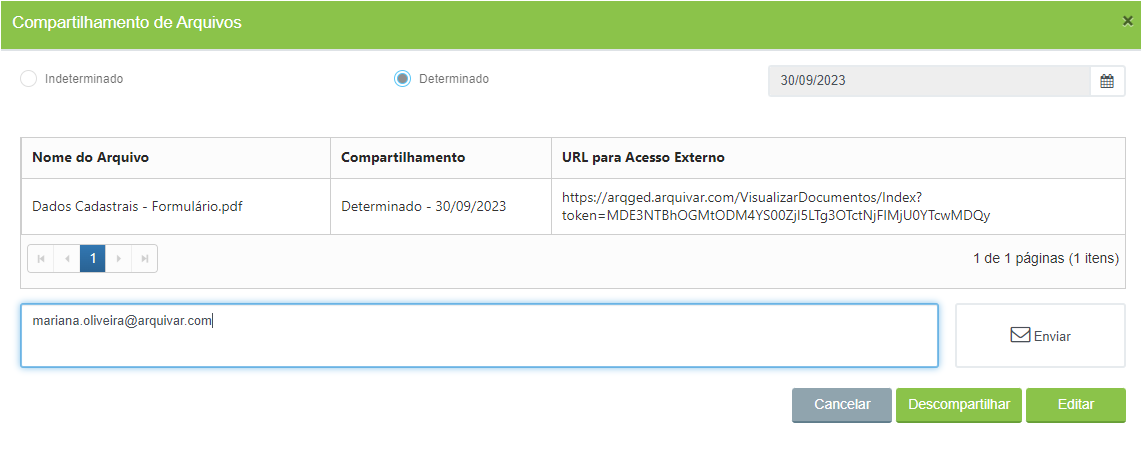 Compartilhamento de Arquivos ×
Indeterminado Determinado 30/09/2023
Nome do Arquivo Compartilhamento URL para Acesso Externo
Dados Cadastrais - Formulário.pdf Determinado - 30/09/2023 https://arqged.arquivar.com/VisualizarDocumentos/Index?
token=MDE3NTBhOGMtODM4YS00ZjI5LTg3OTctNjFlMjU0YTcwMDQy
1 1 de 1 páginas (1 itens)
mariana.oliveira@arquivar.com
Enviar
Cancelar Descompartilhar Editar